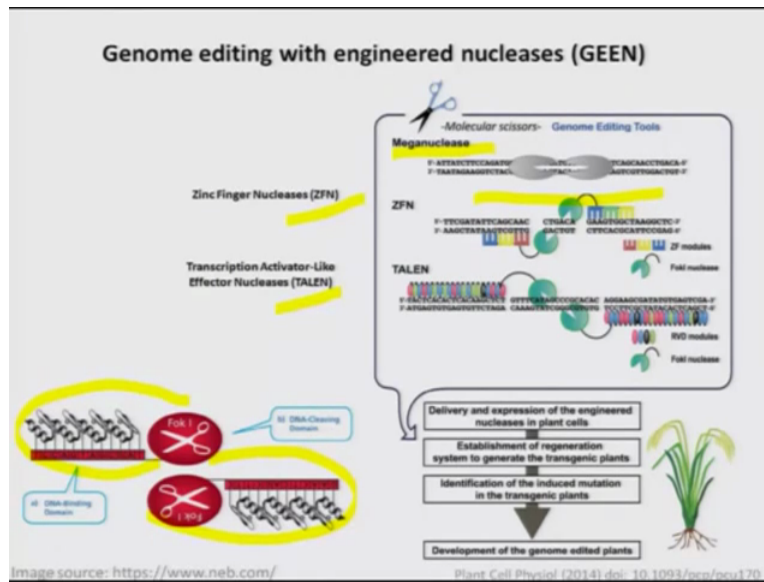 Genome editing with engineered nucleases (GEEN)
-Molecular scissors- Genome Editing Tools
Meganuclease
Zinc Finger Nucleases (ZFN)
ZFN
ZF modules
FokI nuclease
Transcription Activator-Like
Effector Nucleases (TALEN)
TALEN
RVD modules
FokI nuclease
Fok I
b) DNA-Cleaving
Domain
Fok I
a) DNA-Binding
Domain
Delivery and expression of the engineered
nucleases in plant cells
Establishment of regeneration
system to generate the transgenic plants
Identification of the induced mutation
in the transgenic plants
Development of the genome edited plants
Image source: https://www.neb.com/
Plant Cell Physiol (2014) doi: 10.1093/pcp/pcu170